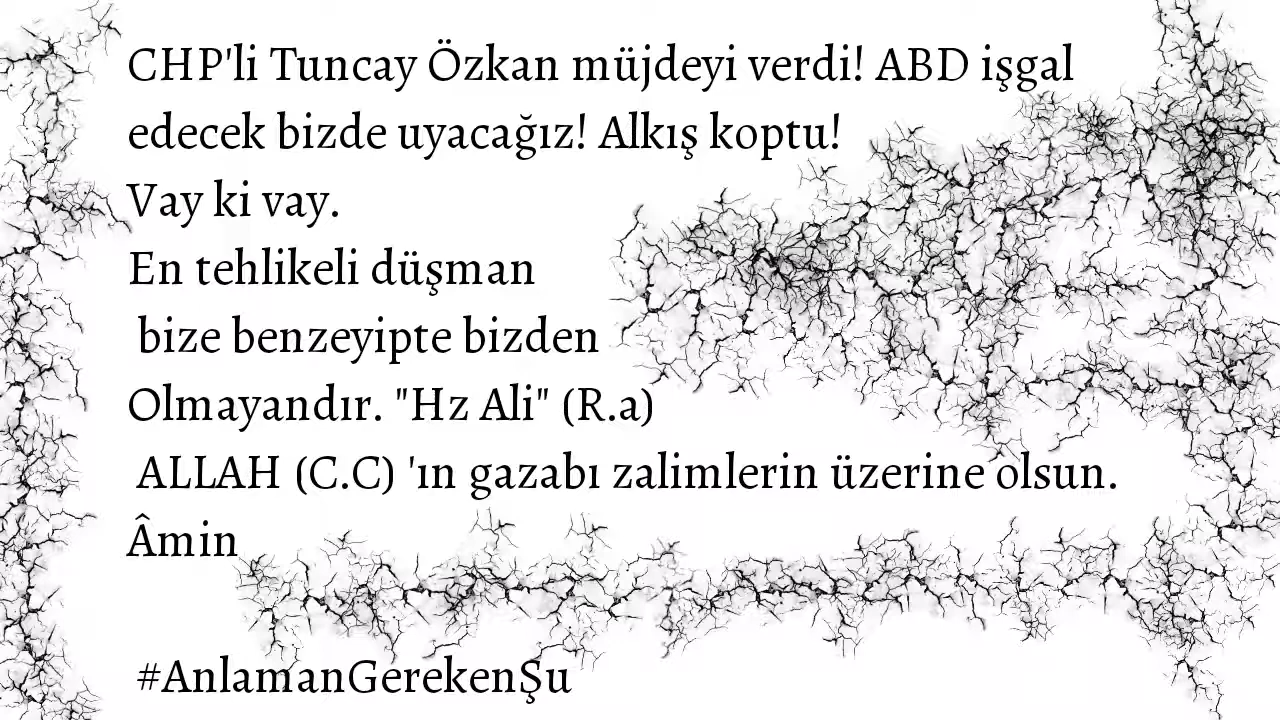 CHP'li Tuncay Özkan müjdeyi verdi! ABD işgal
edecek bizde uyacağız! Alkış koptu!
Vay ki vay.
En tehlikeli düşman
bize benzeyipte bizden
Olmayandır. "Hz Ali" (R.a)
ALLAH (C.C) 'ın gazabı zalimlerin üzerine olsun.
Âmin
#AnlamanGerekenŞu